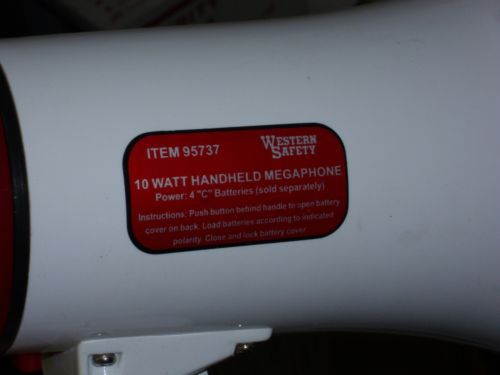 ITEM 95737
WESTERN
SAFETY
10 WATT HANDHELD MEGAPHONE
Power: 4 "C" Batteries (sold separately)
Instructions: Push button behind handle to open battery
cover on back. Load batteries according to indicated
polarity. Close and lock battery cover.